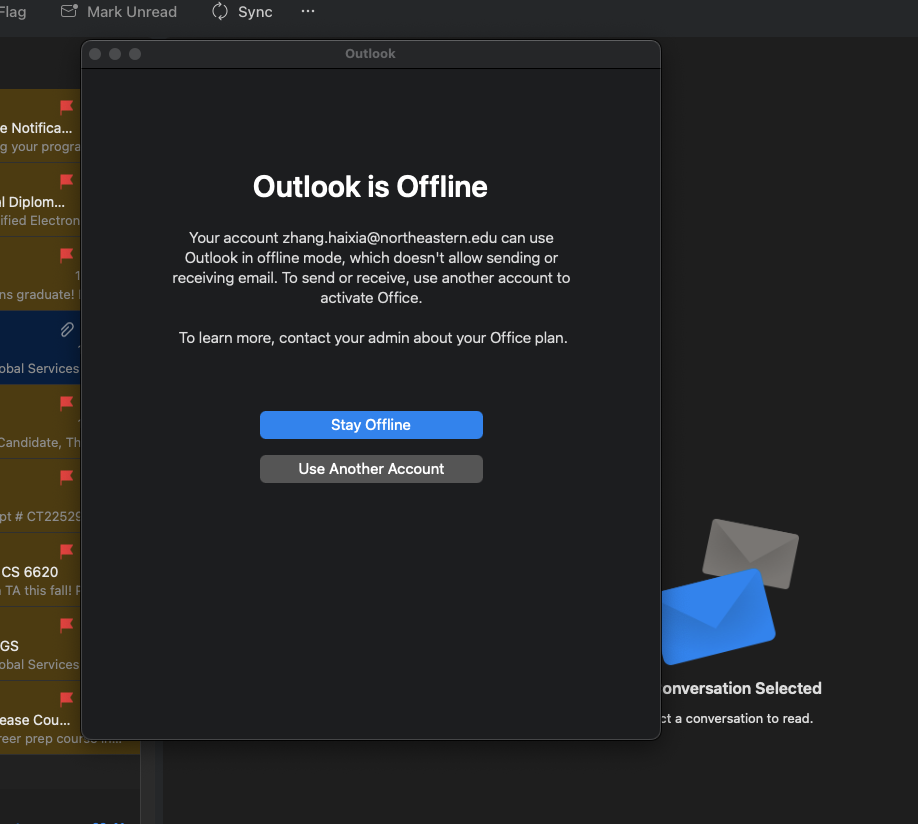 Flag
Mark Unread
Sync
Outlook
e Notifica...
g your progra
l Diplom...
ified Electron
1
ns graduate!
obal Services
Candidate, Th
pt # CT22529
CS 6620
TA this fall!
GS
obal Services
ease Cou...
reer prep course
Outlook is Offline
Your account zhang.haixia@northeastern.edu can use
Outlook in offline mode, which doesn't allow sending or
receiving email. To send or receive, use another account to
activate Office.
To learn more, contact your admin about your Office plan.
Stay Offline
Use Another Account
onversation Selected
ct a conversation to read.